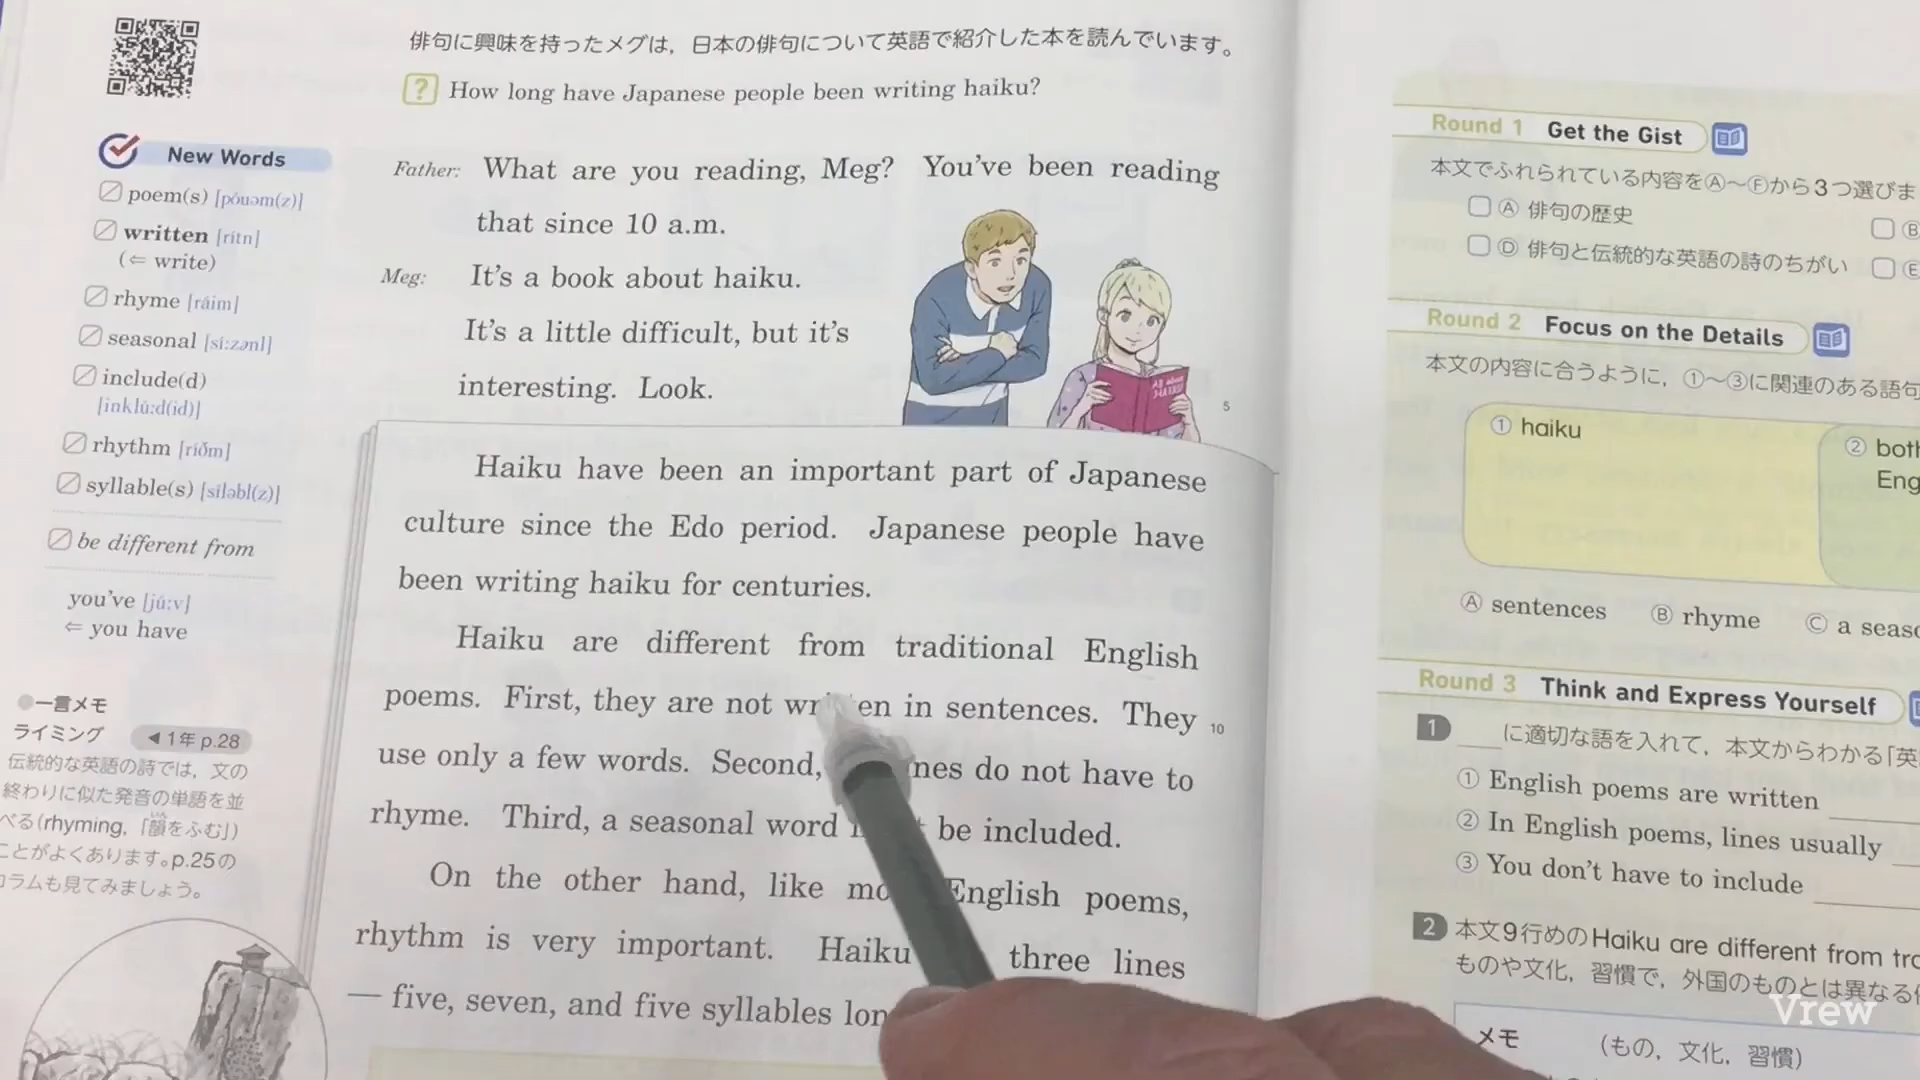 俳句に興味を持ったメグは，日本の俳句について英語で紹介した本を読んでいます。
? How long have Japanese people been writing haiku?
New Words
poem(s) [póuəm(z)]
written [rítn]
(⇐ write)
rhyme [ráim]
seasonal [síːzənl]
include(d)
[inklúːd(id)]
rhythm [ríðm]
syllable(s) [síləbl(z)]
be different from
you've [júːv]
⇐ you have
一言メモ
ライミング ◀1年 p.28
伝統的な英語の詩では，文の
終わりに似た発音の単語を並
べる(rhyming,「韻をふむ」)
ことがよくあります。p.25の
コラムも見てみましょう。
Father: What are you reading, Meg? You've been reading
that since 10 a.m.
Meg: It's a book about haiku.
It's a little difficult, but it's
interesting. Look.
All about
HAIKU
5
Haiku have been an important part of Japanese
culture since the Edo period. Japanese people have
been writing haiku for centuries.
Haiku are different from traditional English
poems. First, they are not written in sentences. They
10
use only a few words. Second, do not have to
rhyme. Third, a seasonal word be included.
On the other hand, like English poems,
rhythm is very important. Haiku three lines
— five, seven, and five syllables
Round 1 Get the Gist
本文でふれられている内容をⒶ〜Ⓕから3つ選びま
Ⓐ 俳句の歴史
Ⓑ
Ⓓ 俳句と伝統的な英語の詩のちがい
Ⓔ
Round 2 Focus on the Details
本文の内容に合うように，①〜③に関連のある語句
① haiku
② both
Eng
Ⓐ sentences Ⓑ rhyme Ⓒ a seaso
Round 3 Think and Express Yourself
1 ___に適切な語を入れて，本文からわかる「英
① English poems are written
② In English poems, lines usually
③ You don't have to include
2 本文9行めのHaiku are different from tra
ものや文化，習慣で，外国のものとは異なる
メモ (もの，文化，習慣)
Vrew